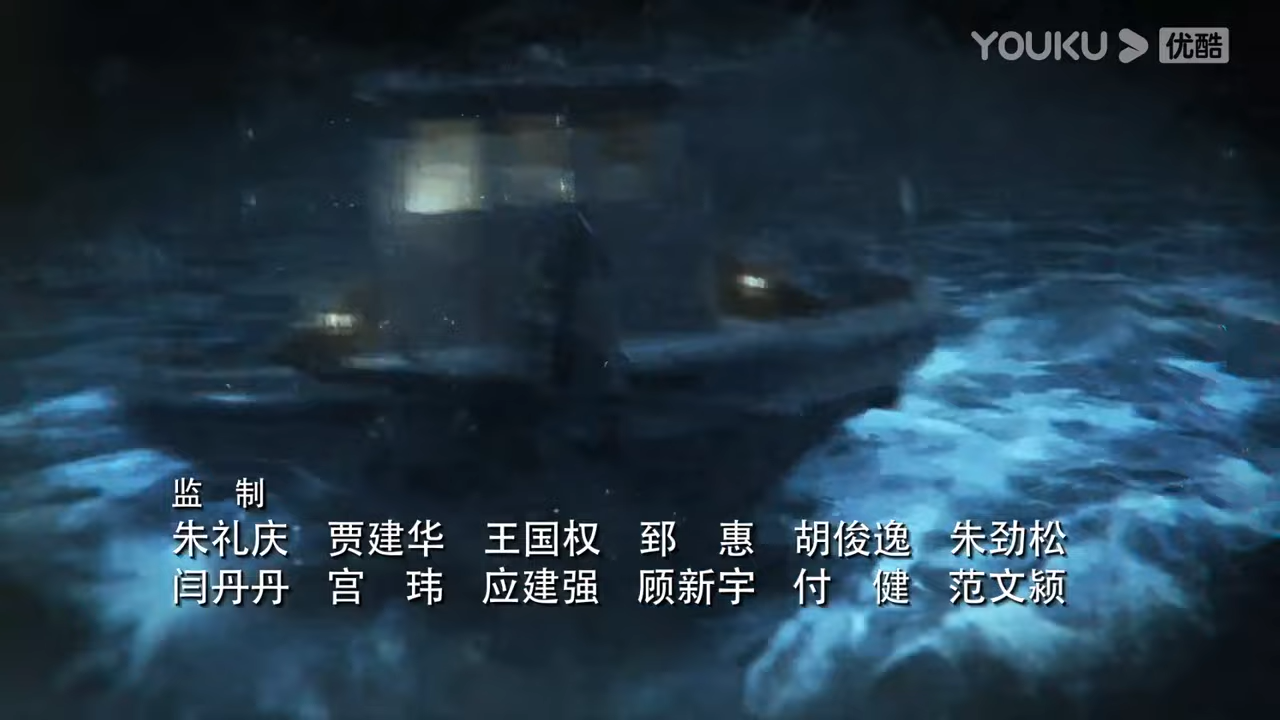 YOUKU 优酷
监 制
朱礼庆 贾建华 王国权 郅 惠 胡俊逸 朱劲松
闫丹丹 宫 玮 应建强 顾新宇 付 健 范文颍